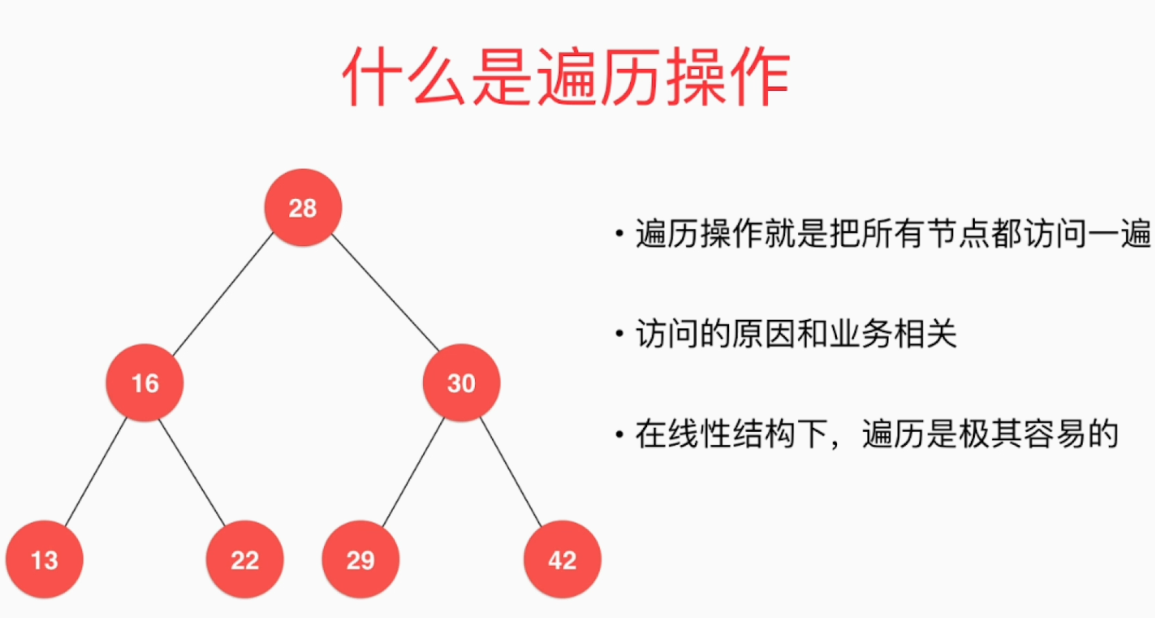 什么是遍历操作
28
16
30
13
22
29
42
• 遍历操作就是把所有节点都访问一遍
• 访问的原因和业务相关
• 在线性结构下，遍历是极其容易的